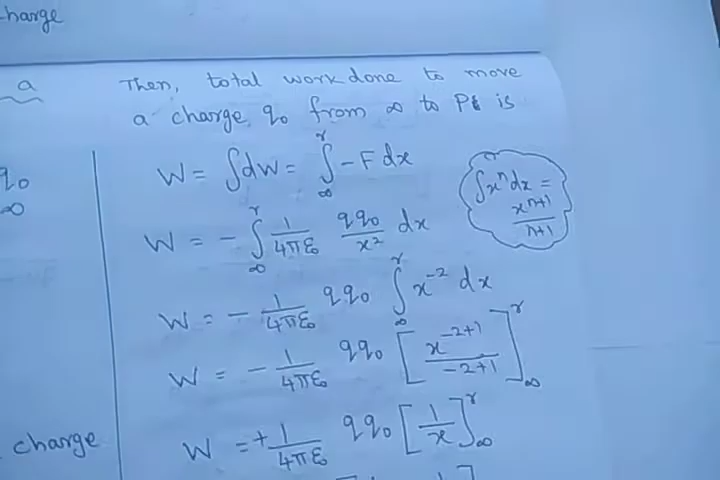 harge
a
q₀
∞
charge
Then, total work done to move
a charge q₀ from ∞ to P is
W = ∫dW = ∫_∞^r -F dx
∫xⁿ dx = x^(n+1)/(n+1)
W = - ∫_∞^r 1/(4πε₀) qq₀/x² dx
W = - 1/(4πε₀) qq₀ ∫_∞^r x⁻² dx
W = - 1/(4πε₀) qq₀ [x^(-2+1)/(-2+1)]_∞^r
W = + 1/(4πε₀) qq₀ [1/x]_∞^r